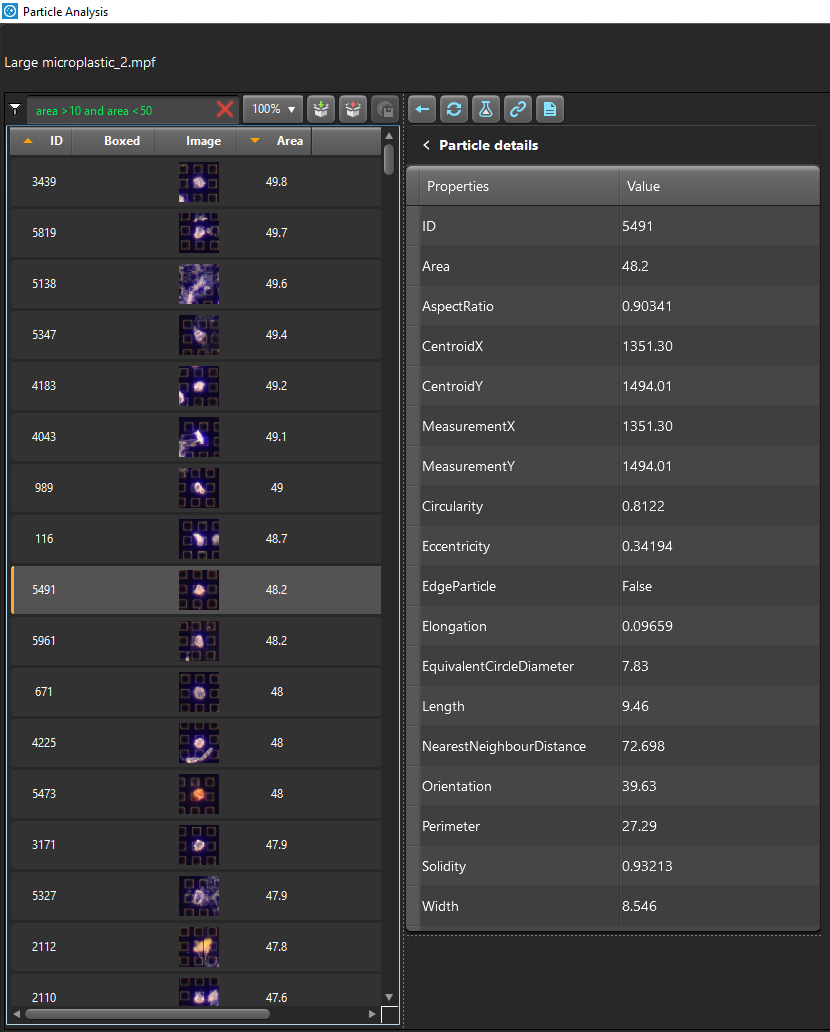 Particle Analysis
Large microplastic_2.mpf
area >10 and area <50
100%
ID Boxed Image Area
3439 49.8
5819 49.7
5138 49.6
5347 49.4
4183 49.2
4043 49.1
989 49
116 48.7
5491 48.2
5961 48.2
671 48
4225 48
5473 48
3171 47.9
5327 47.9
2112 47.8
2110 47.6
Particle details
Properties Value
ID 5491
Area 48.2
AspectRatio 0.90341
CentroidX 1351.30
CentroidY 1494.01
MeasurementX 1351.30
MeasurementY 1494.01
Circularity 0.8122
Eccentricity 0.34194
EdgeParticle False
Elongation 0.09659
EquivalentCircleDiameter 7.83
Length 9.46
NearestNeighbourDistance 72.698
Orientation 39.63
Perimeter 27.29
Solidity 0.93213
Width 8.546